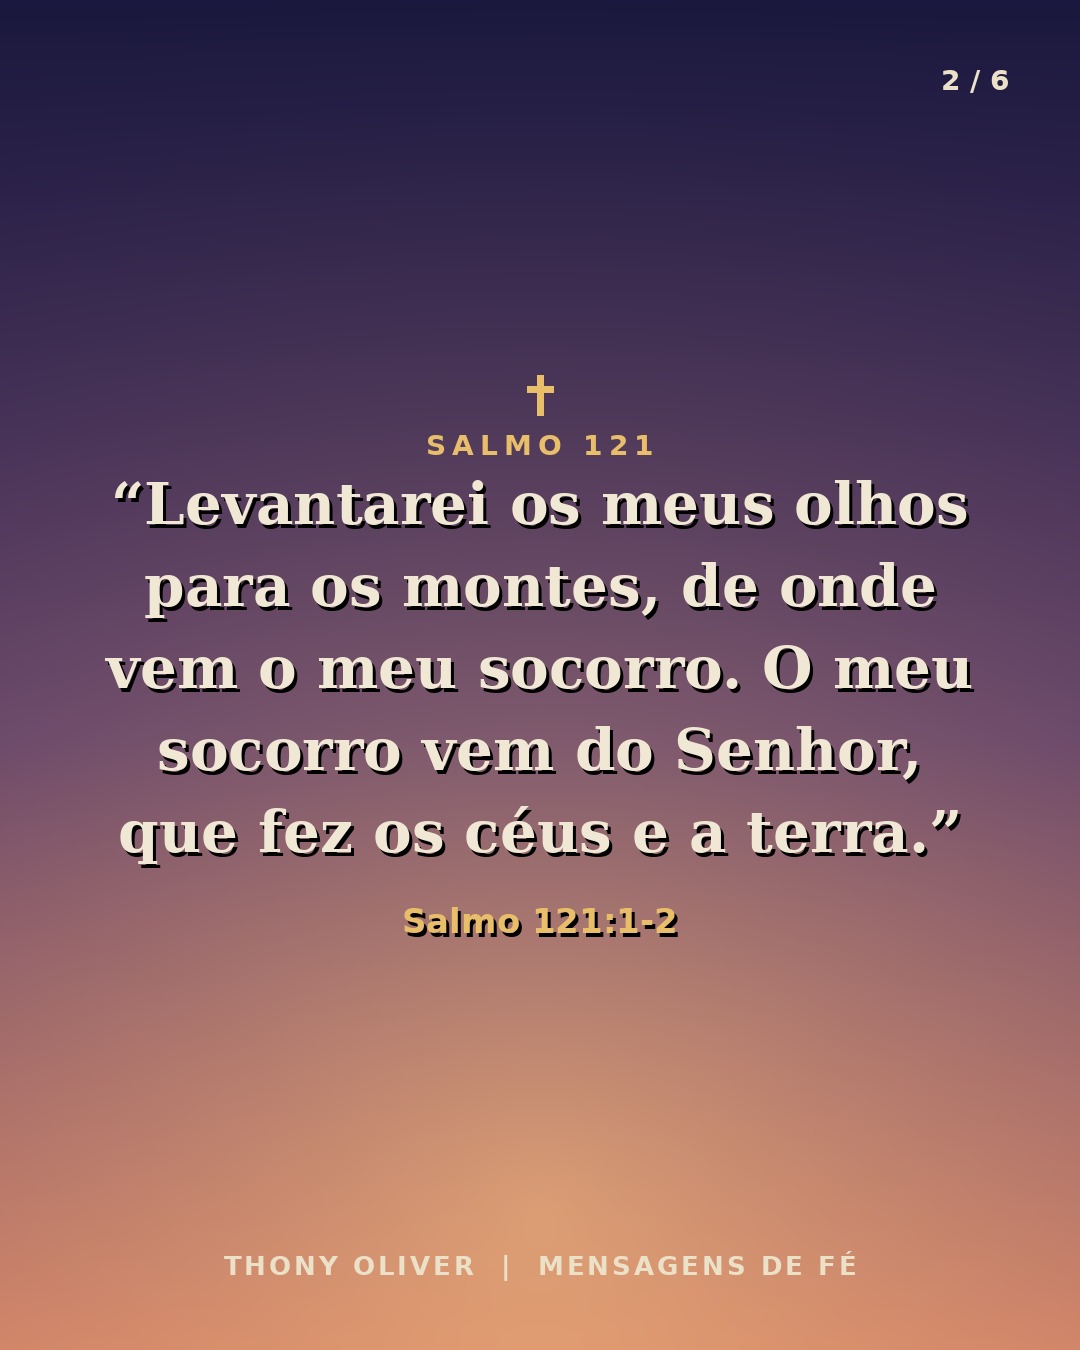 2 / 6
SALMO 121
“Levantarei os meus olhos
para os montes, de onde
vem o meu socorro. O meu
socorro vem do Senhor,
que fez os céus e a terra.”
Salmo 121:1-2
THONY OLIVER | MENSAGENS DE FÉ